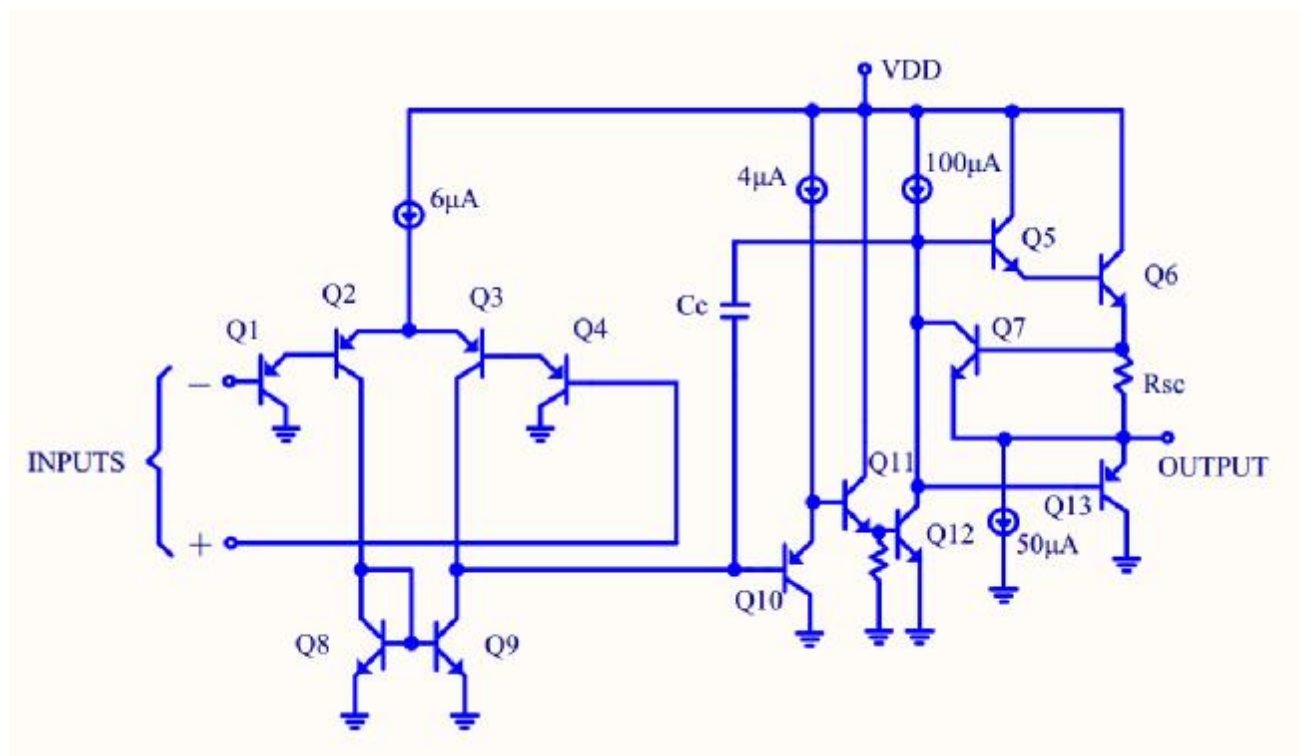 VDD
4μA
100μA
6μA
Q5
Q6
Q2
Q3
Cc
Q1
Q4
Q7
−
Rsc
INPUTS
Q11
OUTPUT
Q13
+
Q12
50μA
Q10
Q8
Q9